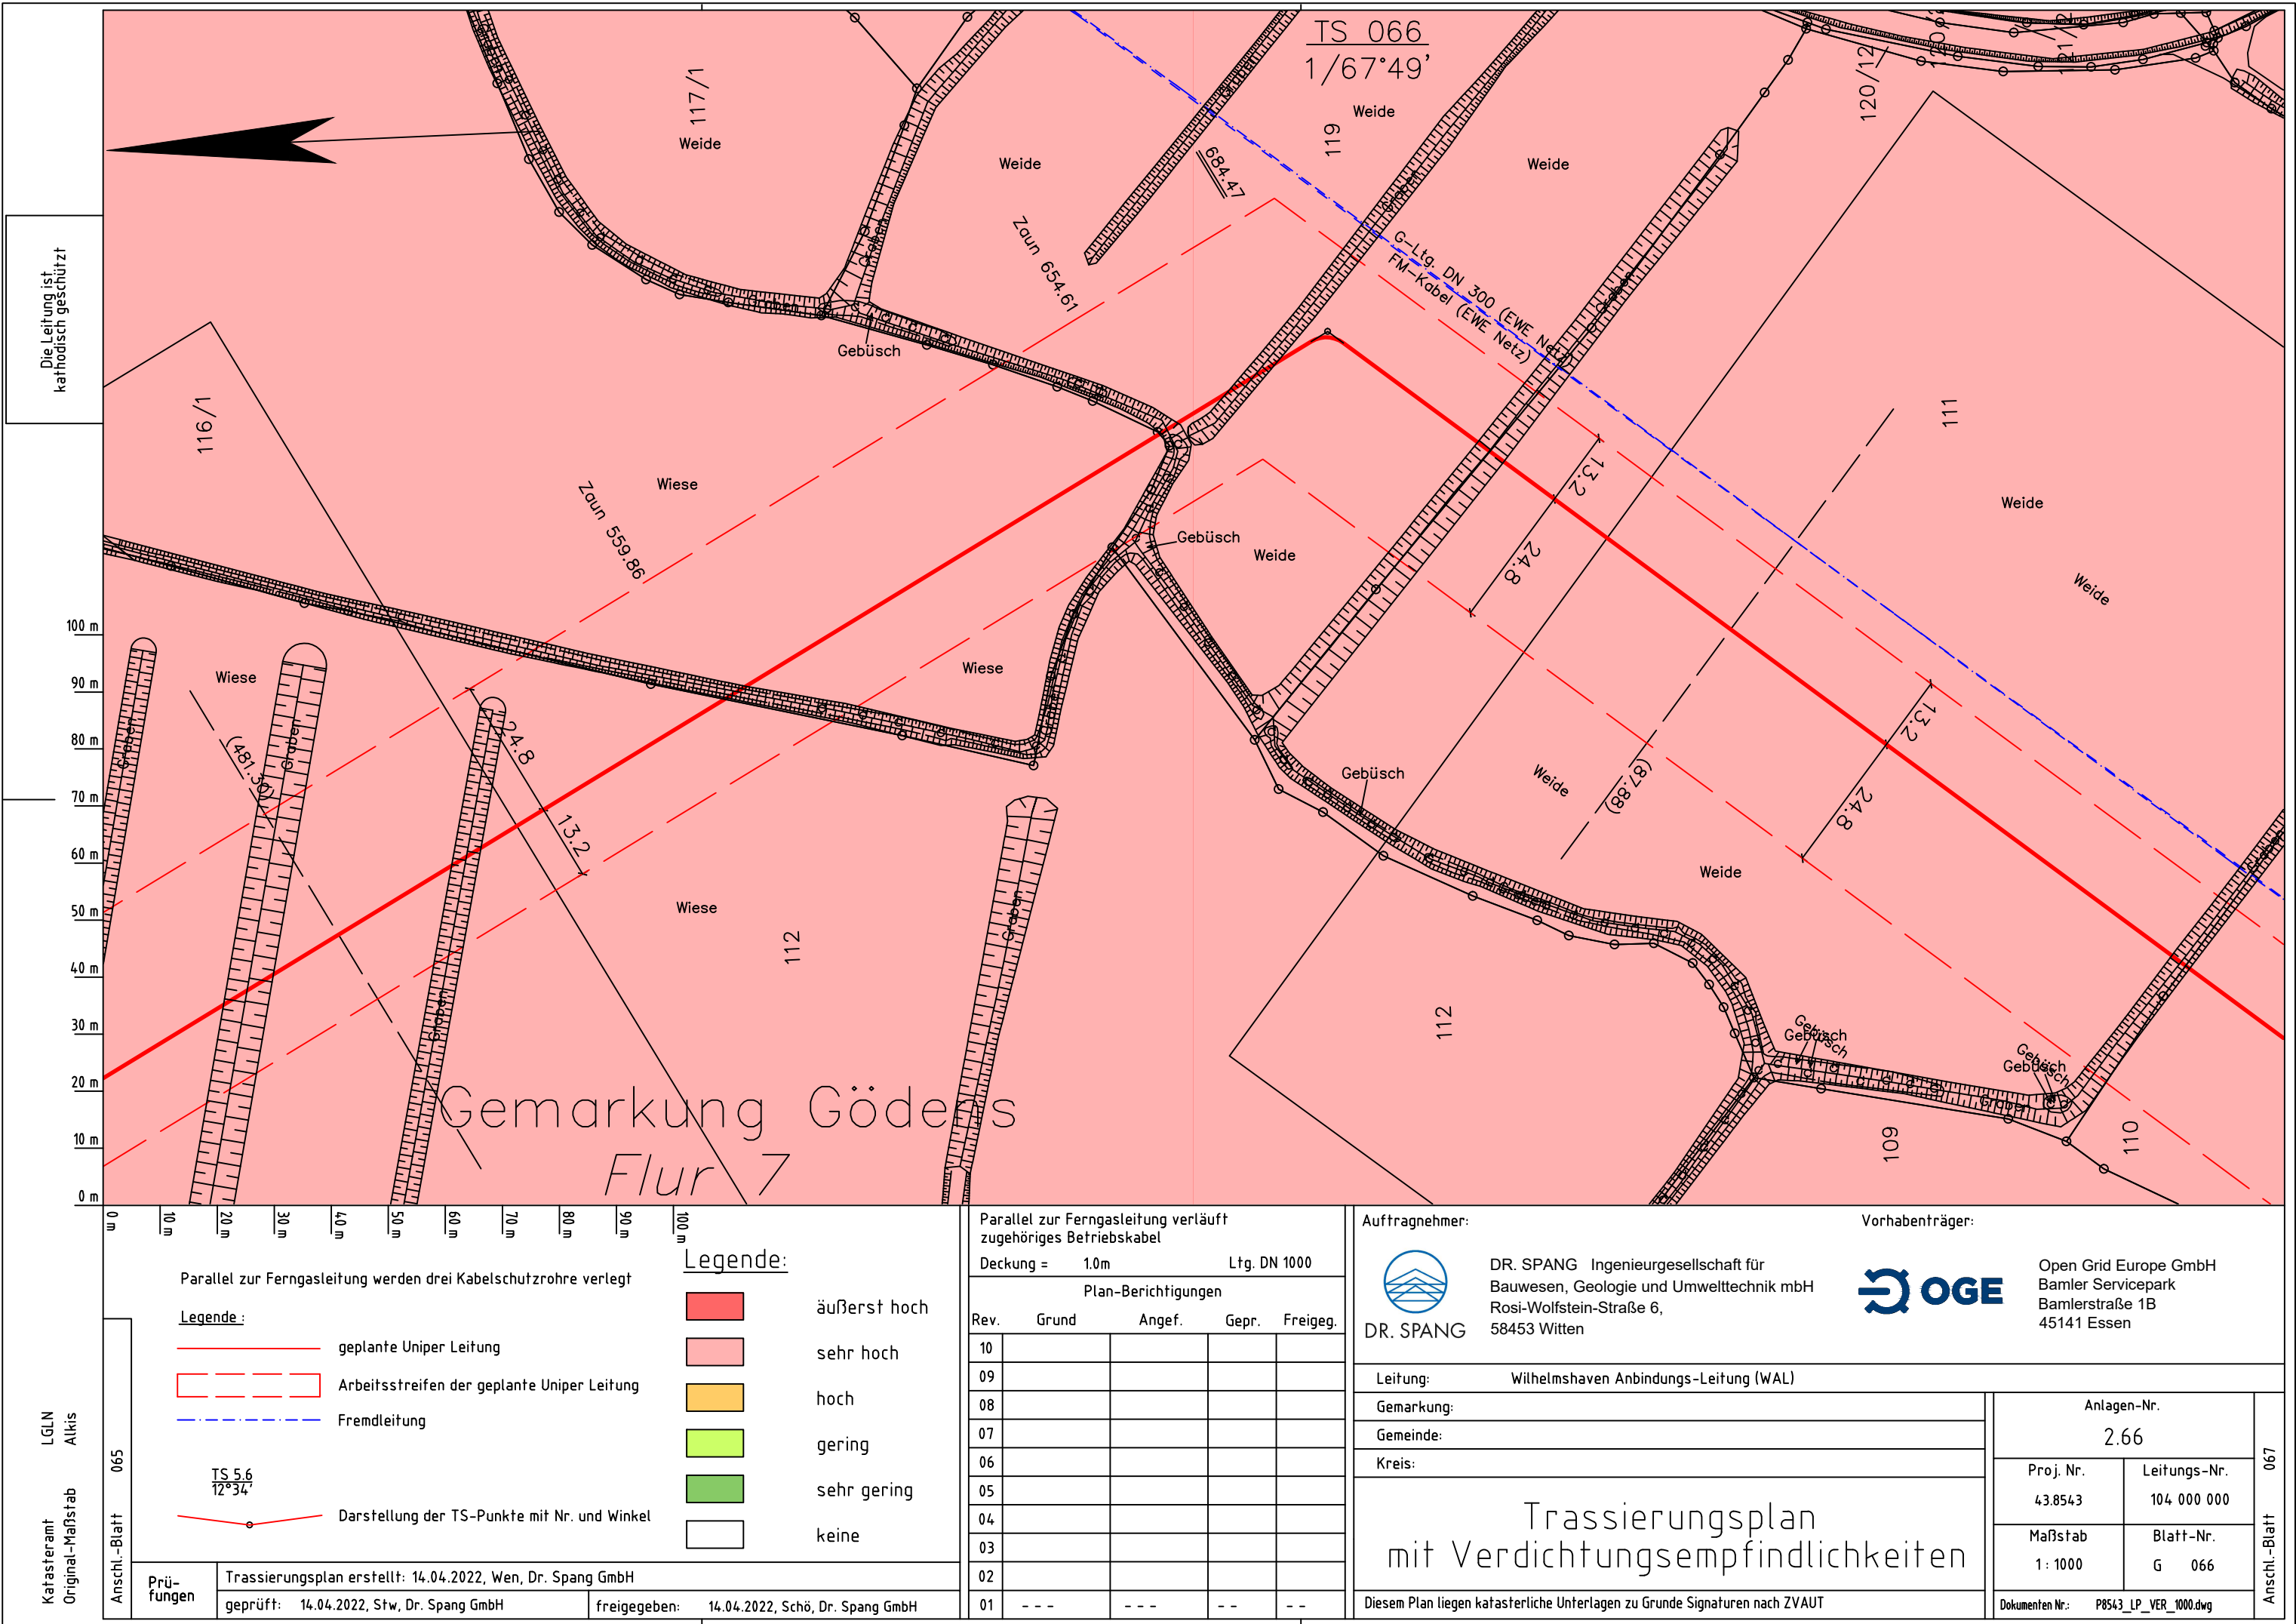 TS 066
1/67°49'
117/1
Weide
Weide
119
Weide
Weide
120/12
684.47
Zaun 654.61
Graben
Graben
Graben
Graben
Graben
Graben
G-Ltg. DN 300 (EWE Netz)
FM-Kabel (EWE Netz)
Die Leitung ist
kathodisch geschützt
Gebüsch
116/1
Wiese
Zaun 559.86
111
Weide
13.2
24.8
Gebüsch
Weide
Weide
Wiese
Wiese
Graben
Graben
(481.30)
24.8
13.2
Gebüsch
Weide
(87.88)
13.2
24.8
Weide
Wiese
112
Graben
Graben
112
Gebüsch
Gebüsch
Gebüsch
Gebüsch
Graben
109
110
Gemarkung Gödens
Flur 7
100 m
90 m
80 m
70 m
60 m
50 m
40 m
30 m
20 m
10 m
0 m
0 m
10 m
20 m
30 m
40 m
50 m
60 m
70 m
80 m
90 m
100 m
Parallel zur Ferngasleitung werden drei Kabelschutzrohre verlegt
Legende :
geplante Uniper Leitung
Arbeitsstreifen der geplante Uniper Leitung
Fremdleitung
TS 5.6
12°34'
Darstellung der TS-Punkte mit Nr. und Winkel
Legende:
äußerst hoch
sehr hoch
hoch
gering
sehr gering
keine
Katasteramt LGLN
Original-Maßstab Alkis
Anschl.-Blatt 065
Prü-
fungen
Trassierungsplan erstellt: 14.04.2022, Wen, Dr. Spang GmbH
geprüft: 14.04.2022, Stw, Dr. Spang GmbH
freigegeben: 14.04.2022, Schö, Dr. Spang GmbH
Parallel zur Ferngasleitung verläuft
zugehöriges Betriebskabel
Deckung = 1.0m Ltg. DN 1000
Plan-Berichtigungen
Rev. Grund Angef. Gepr. Freigeg.
10
09
08
07
06
05
04
03
02
01 --- --- -- --
Auftragnehmer:
DR. SPANG
DR. SPANG Ingenieurgesellschaft für
Bauwesen, Geologie und Umwelttechnik mbH
Rosi-Wolfstein-Straße 6,
58453 Witten
Vorhabenträger:
OGE
Open Grid Europe GmbH
Bamler Servicepark
Bamlerstraße 1B
45141 Essen
Leitung: Wilhelmshaven Anbindungs-Leitung (WAL)
Gemarkung:
Gemeinde:
Kreis:
Trassierungsplan
mit Verdichtungsempfindlichkeiten
Diesem Plan liegen katasterliche Unterlagen zu Grunde Signaturen nach ZVAUT
Anlagen-Nr.
2.66
Proj. Nr.
43.8543
Leitungs-Nr.
104 000 000
Maßstab
1 : 1000
Blatt-Nr.
G 066
Dokumenten Nr.: P8543_LP_VER_1000.dwg
Anschl.-Blatt 067